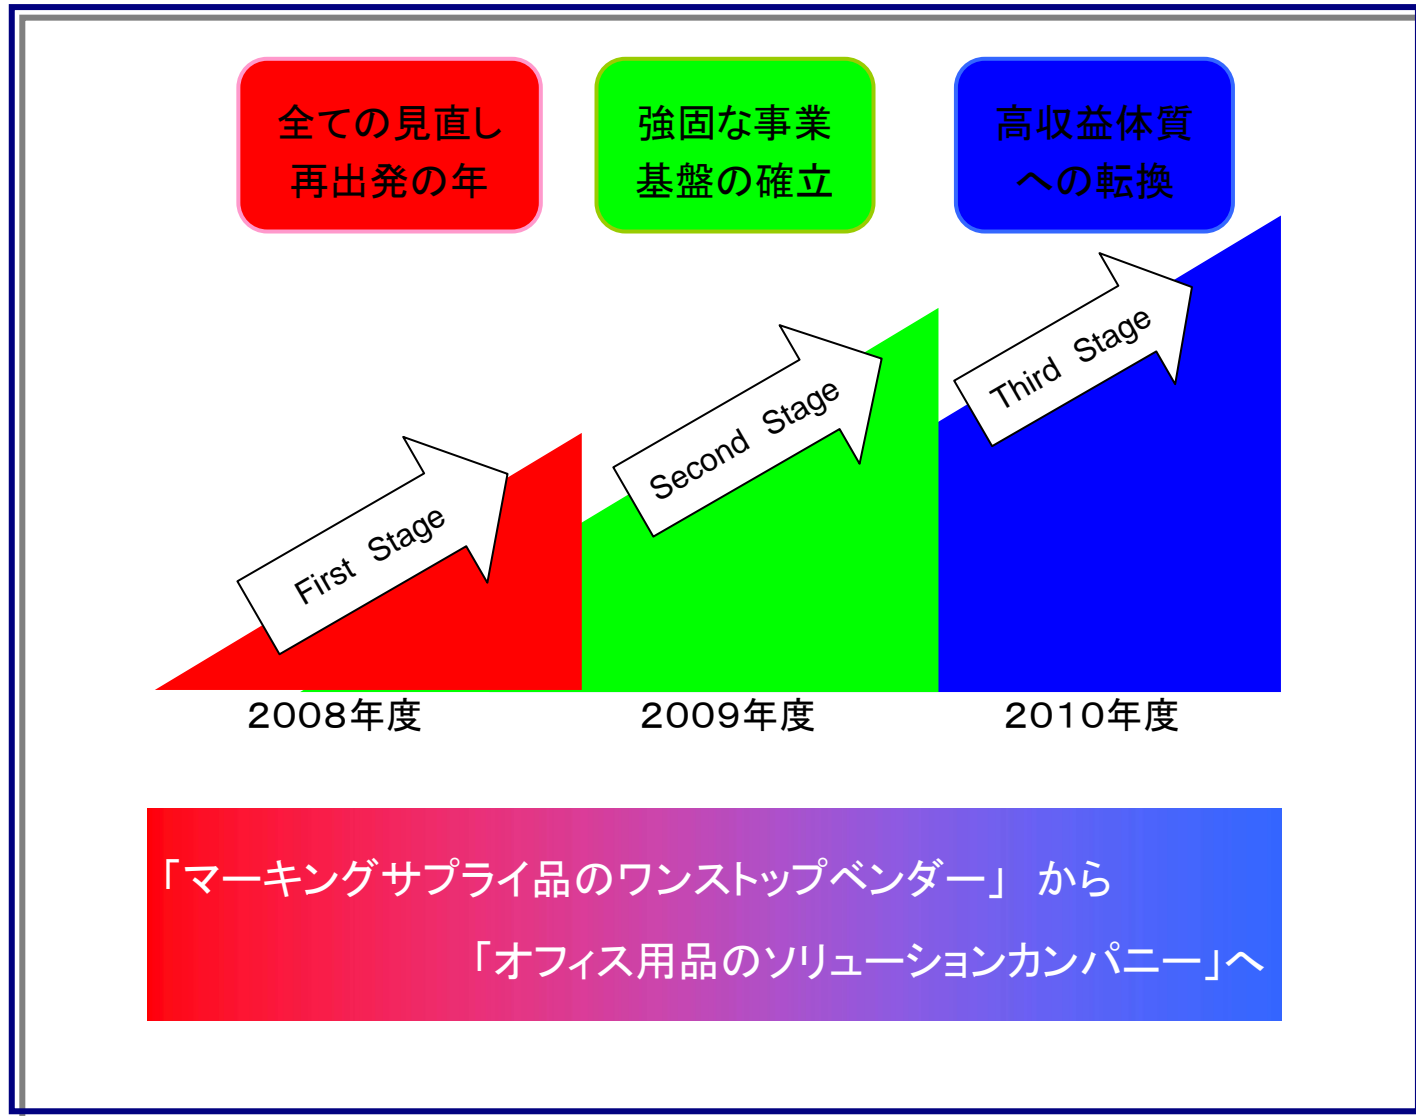 全ての見直し
再出発の年
強固な事業
基盤の確立
高収益体質
への転換
First Stage
Second Stage
Third Stage
2008年度
2009年度
2010年度
「マーキングサプライ品のワンストップベンダー」 から
「オフィス用品のソリューションカンパニー」へ